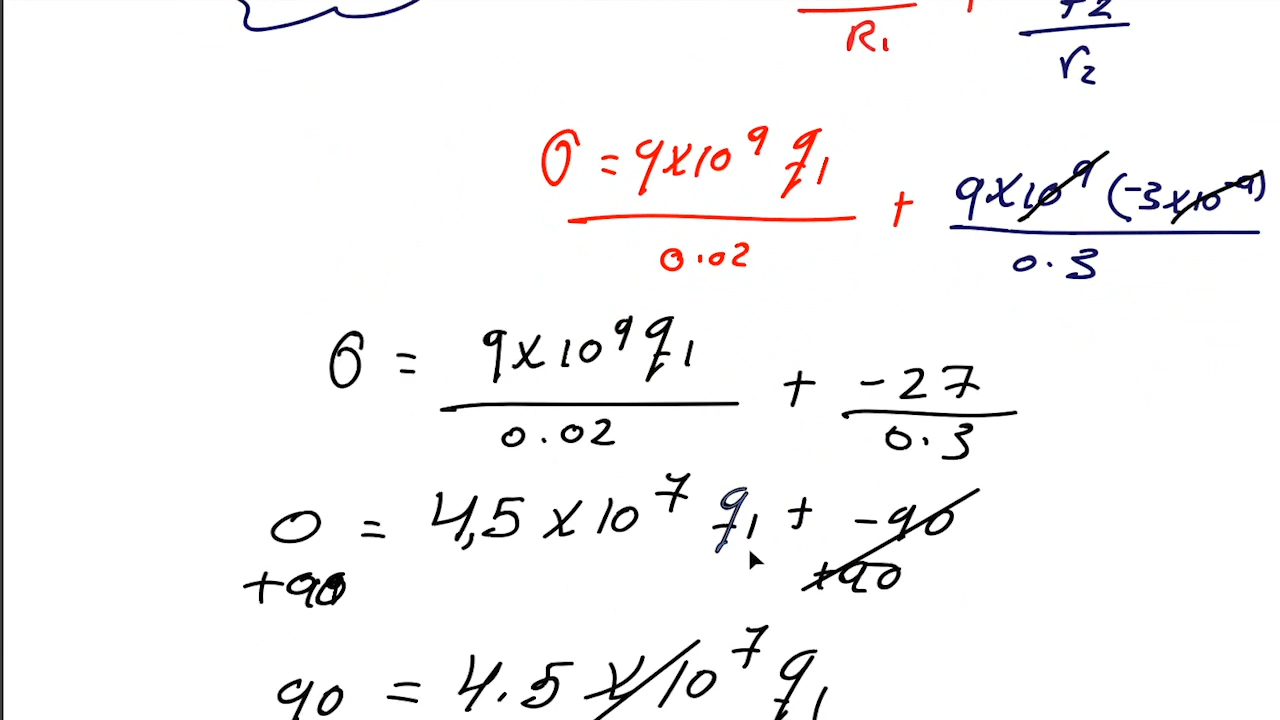 R₁ + r₂
0 = 9x10⁹ q₁ / 0.02 + 9x10⁹ (-3x10⁻⁹) / 0.3
0 = 9x10⁹ q₁ / 0.02 + -27 / 0.3
0 = 4,5 x 10⁷ q₁ + -90
+90 +90
90 = 4.5 x 10⁷ q₁